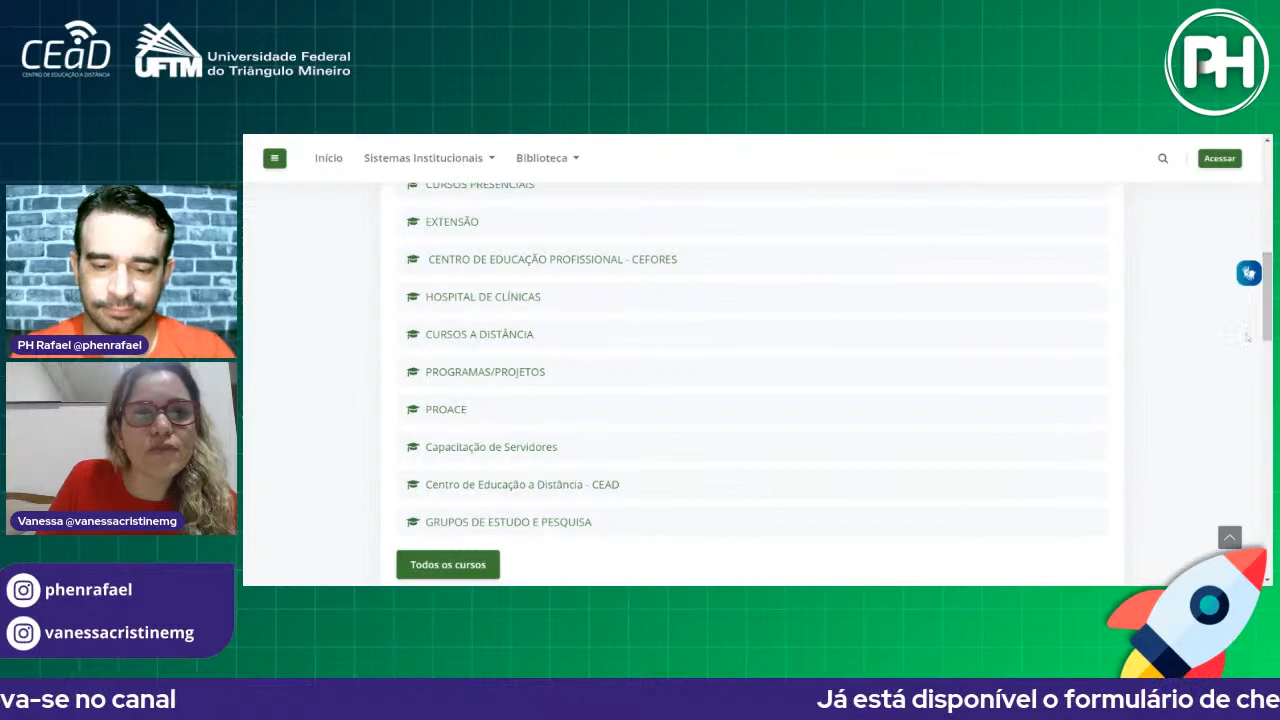 CEaD
CENTRO DE EDUCAÇÃO A DISTÂNCIA
UFTM
Universidade Federal
do Triângulo Mineiro
PH
Início
Sistemas Institucionais
Biblioteca
Acessar
CURSOS PRESENCIAIS
EXTENSÃO
CENTRO DE EDUCAÇÃO PROFISSIONAL - CEFORES
HOSPITAL DE CLÍNICAS
CURSOS A DISTÂNCIA
PROGRAMAS/PROJETOS
PROACE
Capacitação de Servidores
Centro de Educação a Distância - CEAD
GRUPOS DE ESTUDO E PESQUISA
Todos os cursos
PH Rafael @phenrafael
Vanessa @vanessacristinemg
phenrafael
vanessacristinemg
va-se no canal
Já está disponível o formulário de che